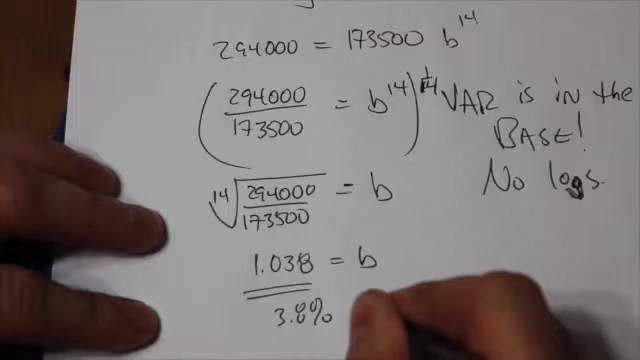 294000 = 173500 b^14
(294000/173500 = b^14)^1/14 VAR is in the
BASE!
14√294000/173500 = b No logs.
1.038 = b
3.8%